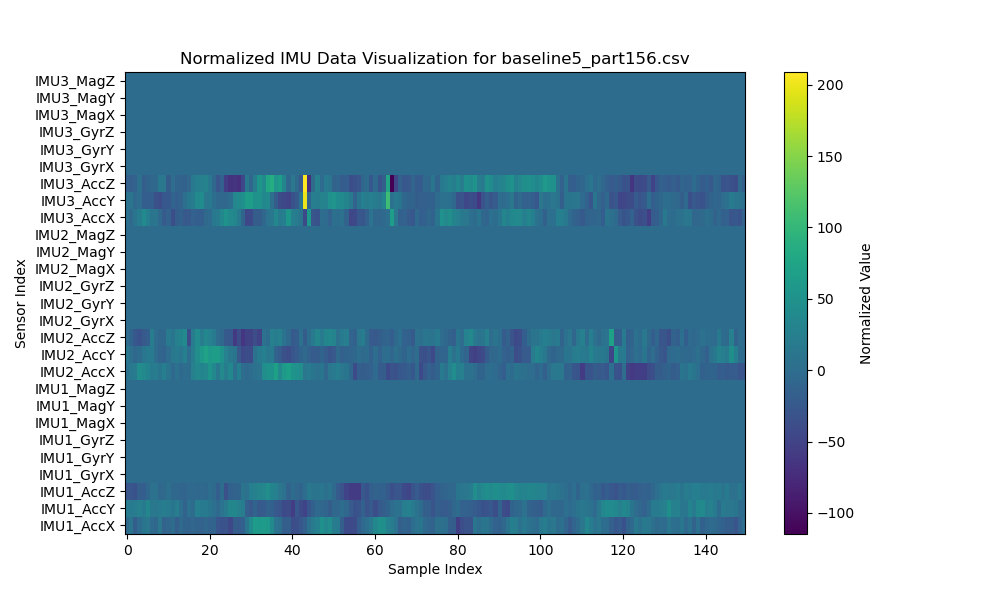 Normalized IMU Data Visualization for baseline5_part156.csv
IMU3_MagZ
IMU3_MagY
IMU3_MagX
IMU3_GyrZ
IMU3_GyrY
IMU3_GyrX
IMU3_AccZ
IMU3_AccY
IMU3_AccX
IMU2_MagZ
IMU2_MagY
IMU2_MagX
IMU2_GyrZ
IMU2_GyrY
IMU2_GyrX
IMU2_AccZ
IMU2_AccY
IMU2_AccX
IMU1_MagZ
IMU1_MagY
IMU1_MagX
IMU1_GyrZ
IMU1_GyrY
IMU1_GyrX
IMU1_AccZ
IMU1_AccY
IMU1_AccX
Sensor Index
0 20 40 60 80 100 120 140
Sample Index
200
150
100
50
0
−50
−100
Normalized Value